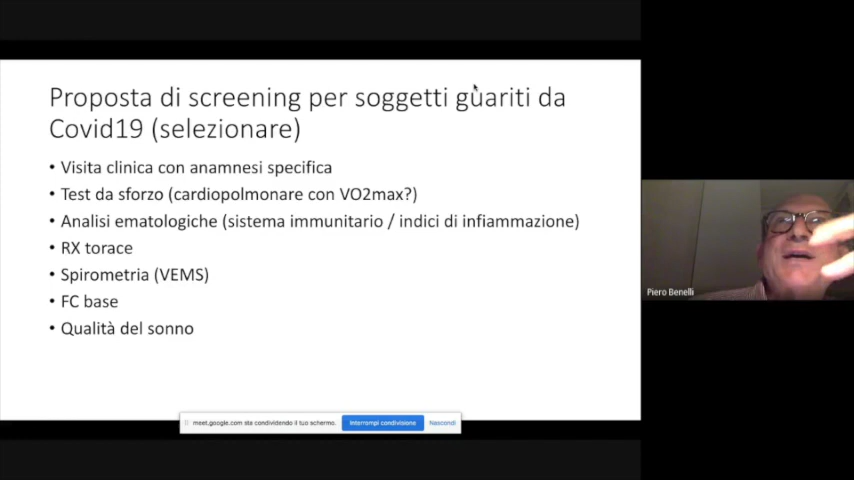 Proposta di screening per soggetti guariti da
Covid19 (selezionare)
• Visita clinica con anamnesi specifica
• Test da sforzo (cardiopolmonare con VO2max?)
• Analisi ematologiche (sistema immunitario / indici di infiammazione)
• RX torace
• Spirometria (VEMS)
• FC base
• Qualità del sonno
Piero Benelli
meet.google.com sta condividendo il tuo schermo. Interrompi condivisione Nascondi